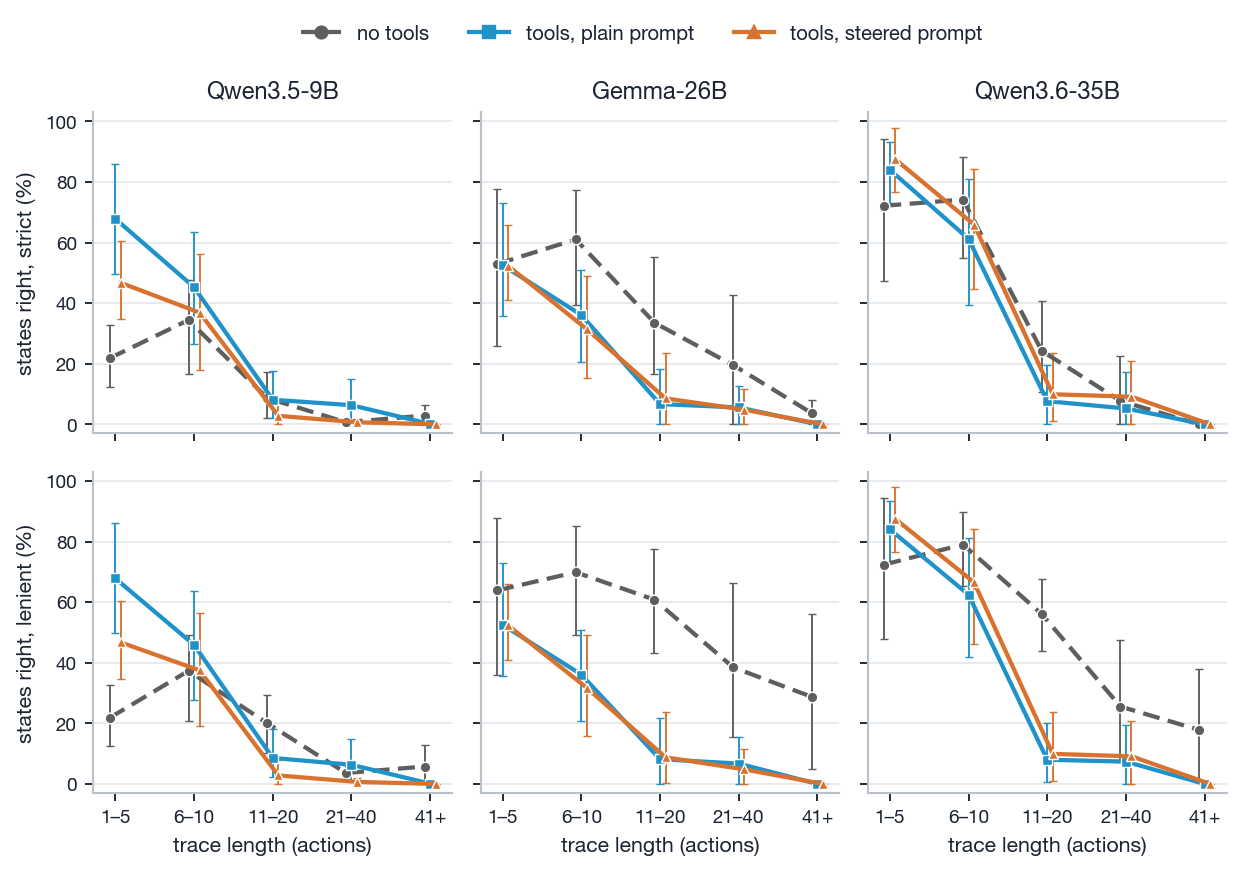 no tools
tools, plain prompt
tools, steered prompt
Qwen3.5-9B
Gemma-26B
Qwen3.6-35B
states right, strict (%)
100
80
60
40
20
0
states right, lenient (%)
100
80
60
40
20
0
1–5
6–10
11–20
21–40
41+
1–5
6–10
11–20
21–40
41+
1–5
6–10
11–20
21–40
41+
trace length (actions)
trace length (actions)
trace length (actions)